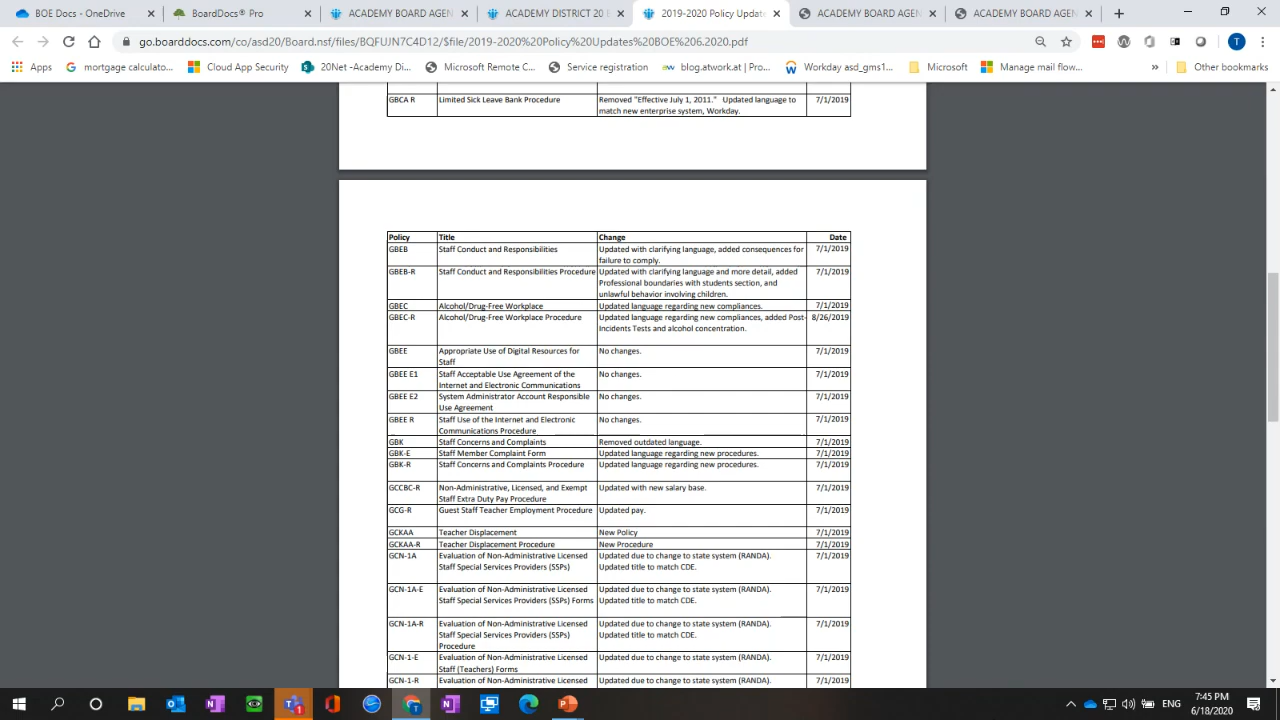 BOE Docs - OneDrive
BoardDocs® Pro
ACADEMY BOARD AGEN
ACADEMY DISTRICT 20 B
2019-2020 Policy Update
ACADEMY BOARD AGEN
ACADEMY BOARD AGEN
go.boarddocs.com/co/asd20/Board.nsf/files/BQFUJN7C4D12/$file/2019-2020%20Policy%20Updates%20BOE%206.2020.pdf
Apps
mortgage calculato...
Cloud App Security
20Net -Academy Di...
Microsoft Remote C...
Service registration
blog.atwork.at | Pro...
Workday asd_gms1...
Microsoft
Manage mail flow...
»
Other bookmarks
GBCA R Limited Sick Leave Bank Procedure Removed "Effective July 1, 2011." Updated language to 7/1/2019
match new enterprise system, Workday.
Policy Title Change Date
GBEB Staff Conduct and Responsibilities Updated with clarifying language, added consequences for 7/1/2019
failure to comply.
GBEB-R Staff Conduct and Responsibilities Procedure Updated with clarifying language and more detail, added 7/1/2019
Professional boundaries with students section, and
unlawful behavior involving children.
GBEC Alcohol/Drug-Free Workplace Updated language regarding new compliances. 7/1/2019
GBEC-R Alcohol/Drug-Free Workplace Procedure Updated language regarding new compliances, added Post- 8/26/2019
Incidents Tests and alcohol concentration.
GBEE Appropriate Use of Digital Resources for No changes. 7/1/2019
Staff
GBEE E1 Staff Acceptable Use Agreement of the No changes. 7/1/2019
Internet and Electronic Communications
GBEE E2 System Administrator Account Responsible No changes. 7/1/2019
Use Agreement
GBEE R Staff Use of the Internet and Electronic No changes. 7/1/2019
Communications Procedure
GBK Staff Concerns and Complaints Removed outdated language. 7/1/2019
GBK-E Staff Member Complaint Form Updated language regarding new procedures. 7/1/2019
GBK-R Staff Concerns and Complaints Procedure Updated language regarding new procedures. 7/1/2019
GCCBC-R Non-Administrative, Licensed, and Exempt Updated with new salary base. 7/1/2019
Staff Extra Duty Pay Procedure
GCG-R Guest Staff Teacher Employment Procedure Updated pay. 7/1/2019
GCKAA Teacher Displacement New Policy 7/1/2019
GCKAA-R Teacher Displacement Procedure New Procedure 7/1/2019
GCN-1A Evaluation of Non-Administrative Licensed Updated due to change to state system (RANDA). 7/1/2019
Staff Special Services Providers (SSPs) Updated title to match CDE.
GCN-1A-E Evaluation of Non-Administrative Licensed Updated due to change to state system (RANDA). 7/1/2019
Staff Special Services Providers (SSP) Forms Updated title to match CDE.
GCN-1A-R Evaluation of Non-Administrative Licensed Updated due to change to state system (RANDA). 7/1/2019
Staff Special Services Providers (SSPs) Updated title to match CDE.
Procedure
GCN-1-E Evaluation of Non-Administrative Licensed Updated due to change to state system (RANDA). 7/1/2019
Staff (Teachers) Forms
GCN-1-R Evaluation of Non-Administrative Licensed Updated due to change to state system (RANDA). 7/1/2019
ENG
7:45 PM
6/18/2020